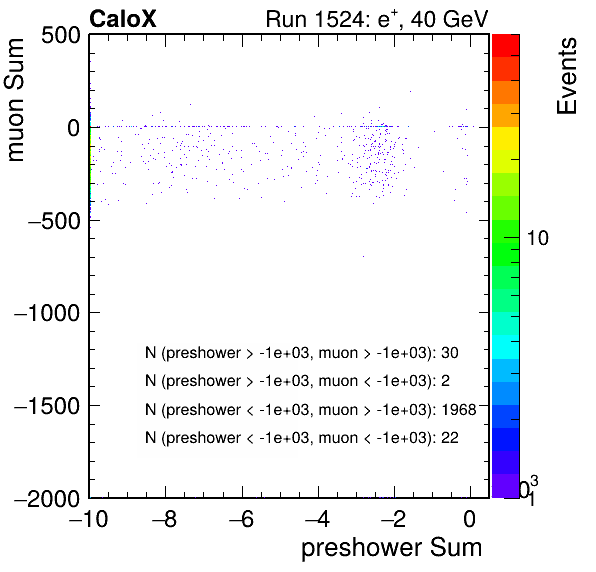 CaloX Run 1524: e+, 40 GeV
muon Sum
Events
500
0
−500
−1000
−1500
−2000
10
1
N (preshower > -1e+03, muon > -1e+03): 30
N (preshower > -1e+03, muon < -1e+03): 2
N (preshower < -1e+03, muon > -1e+03): 1968
N (preshower < -1e+03, muon < -1e+03): 22
−10 −8 −6 −4 −2 0
preshower Sum